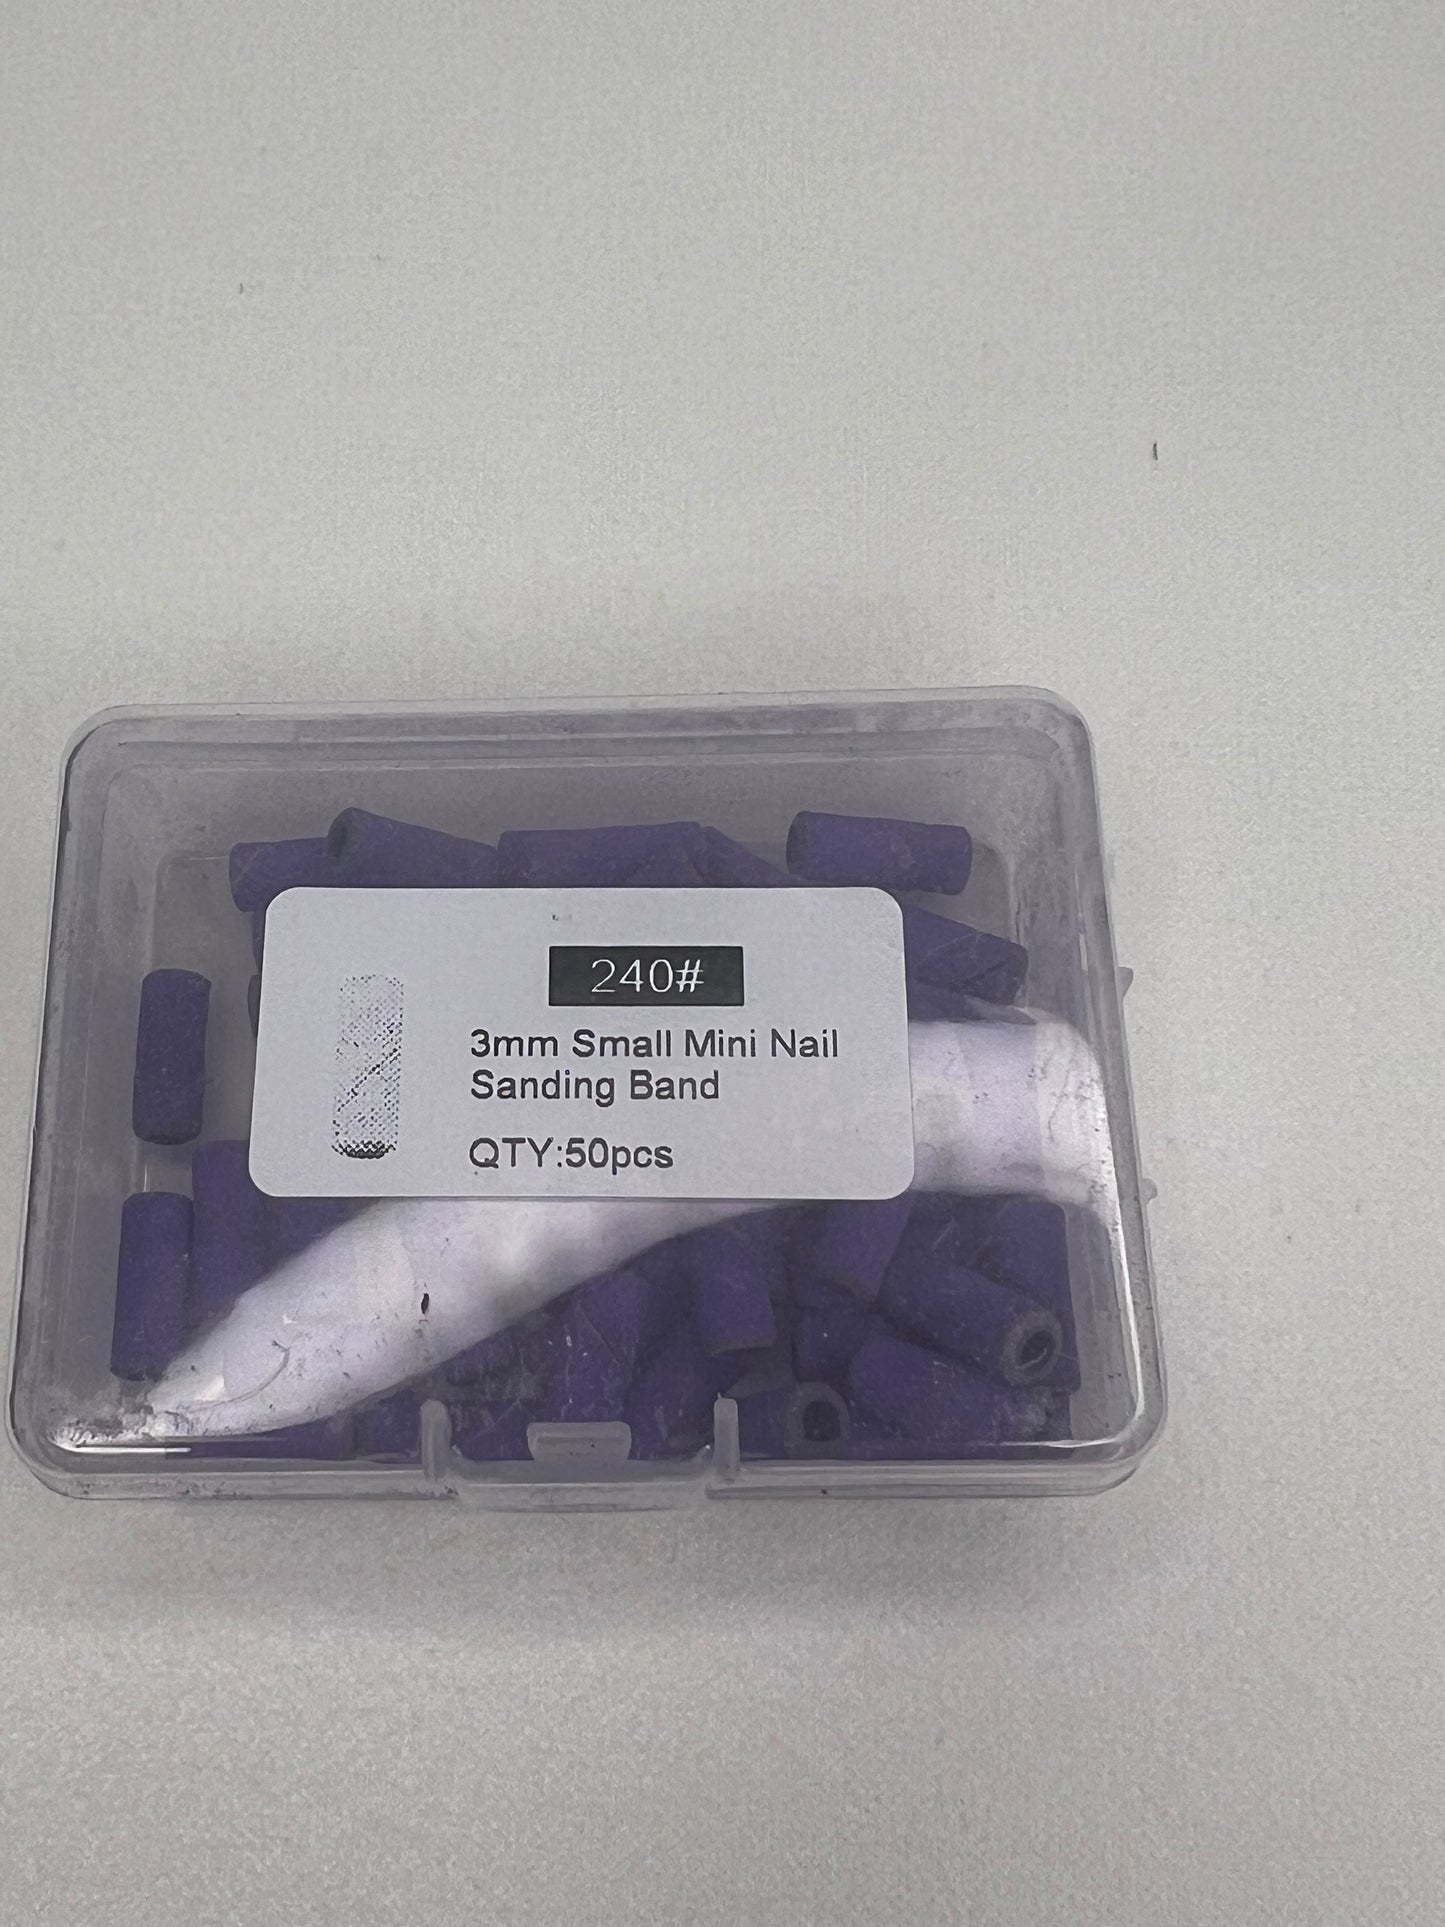 240#
3mm Small Mini Nail
Sanding Band
QTY:50pcs